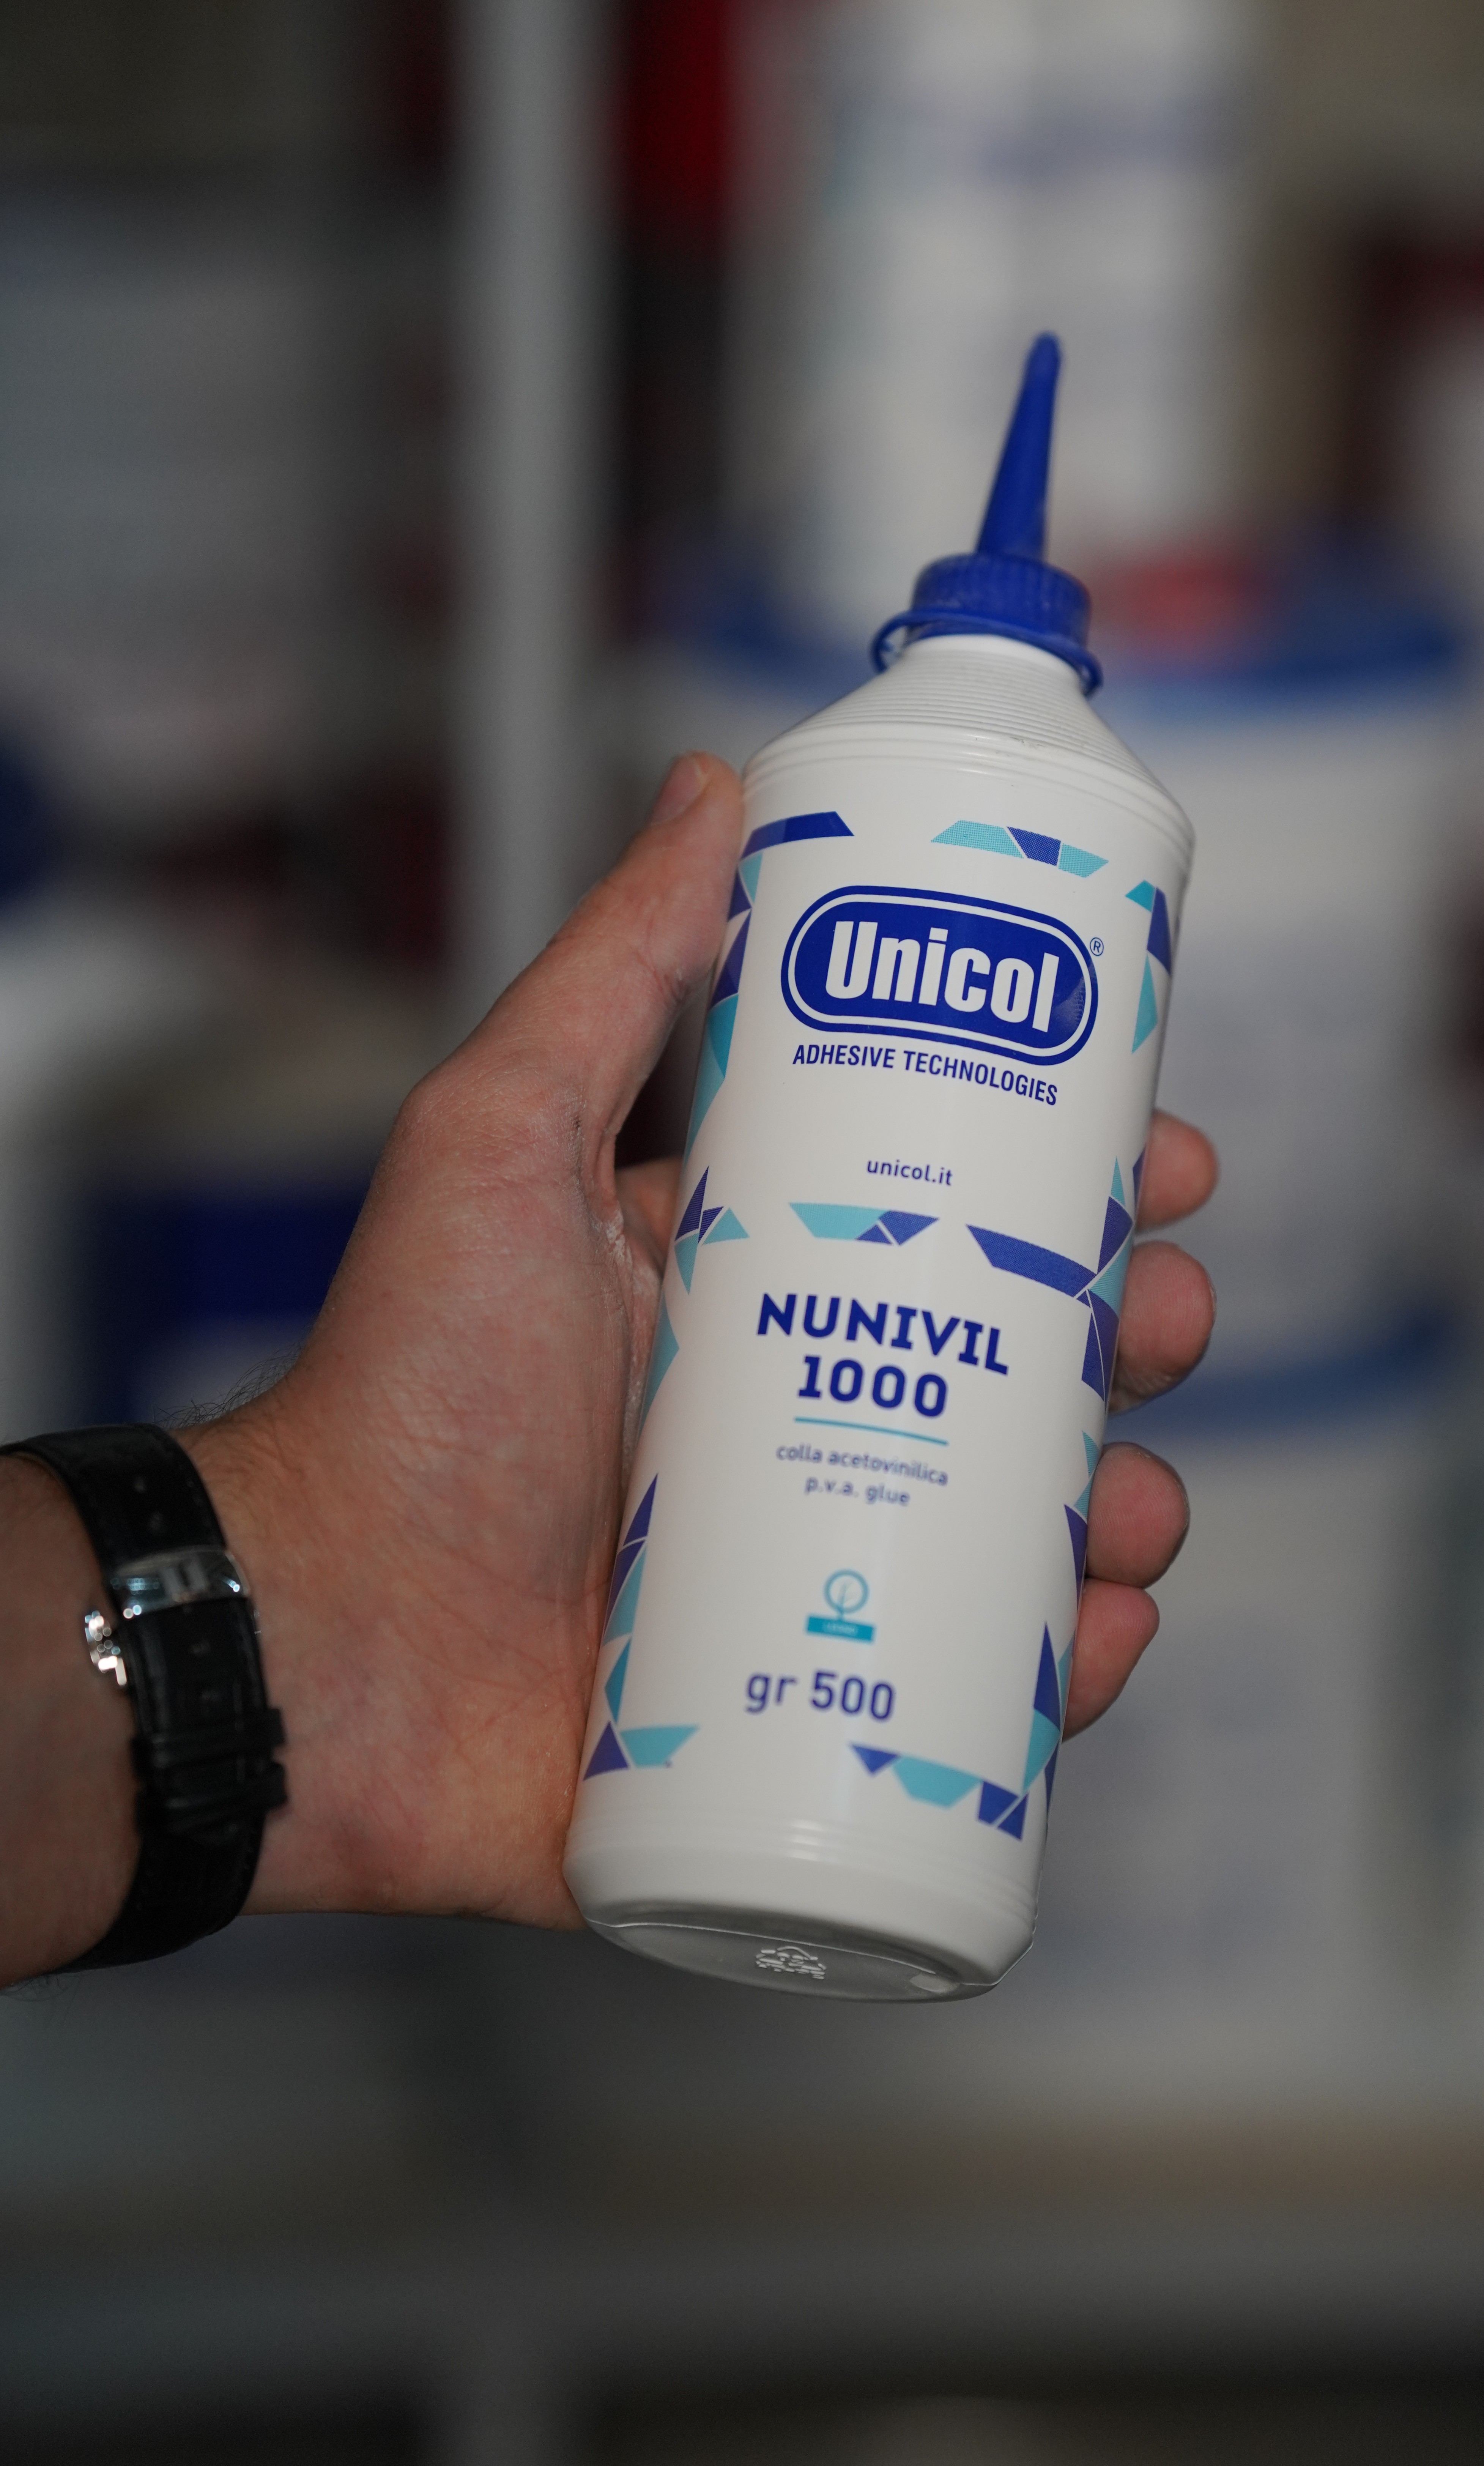 Unicol®
ADHESIVE TECHNOLOGIES
unicol.it
NUNIVIL
1000
colla acetovinilica
p.v.a. glue
gr 500